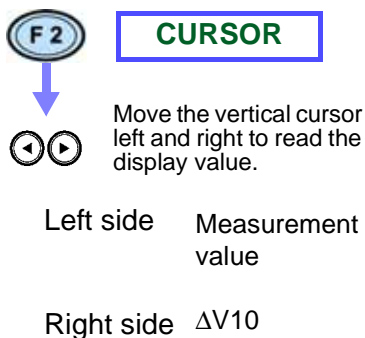 F 2 CURSOR
Move the vertical cursor
left and right to read the
display value.
Left side Measurement
value
Right side ΔV10